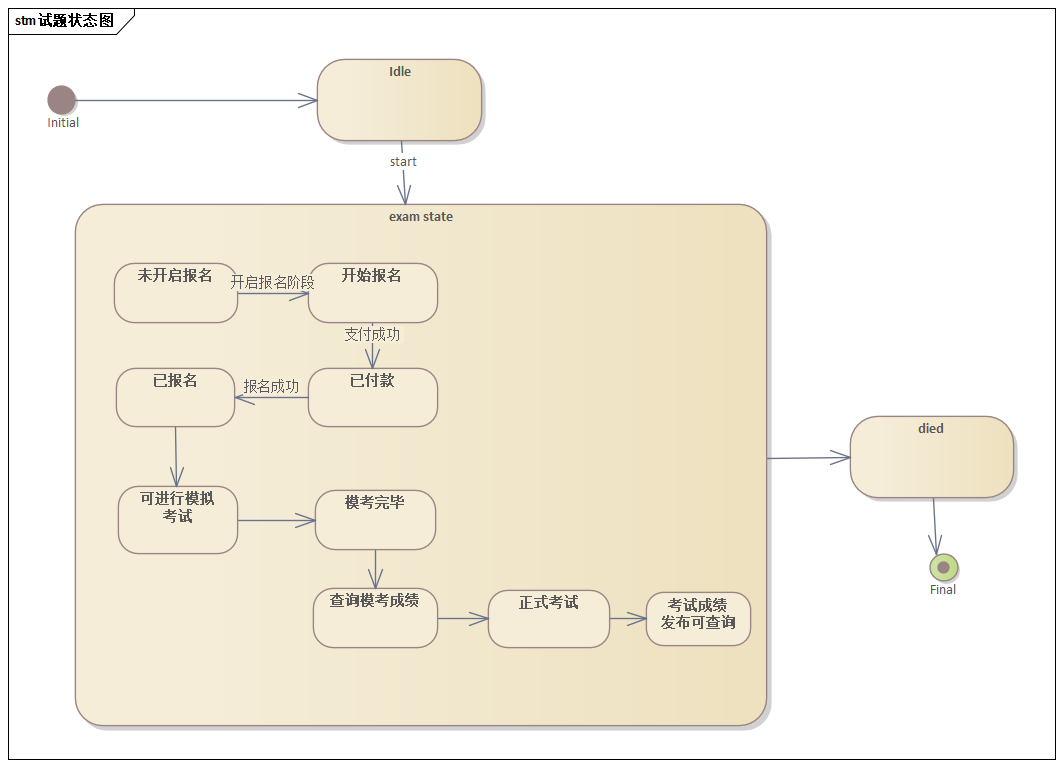 stm 试题状态图
Idle
Initial
start
exam state
未开启报名
开启报名阶段
开始报名
支付成功
已报名
报名成功
已付款
died
可进行模拟
考试
模考完毕
Final
查询模考成绩
正式考试
考试成绩
发布可查询